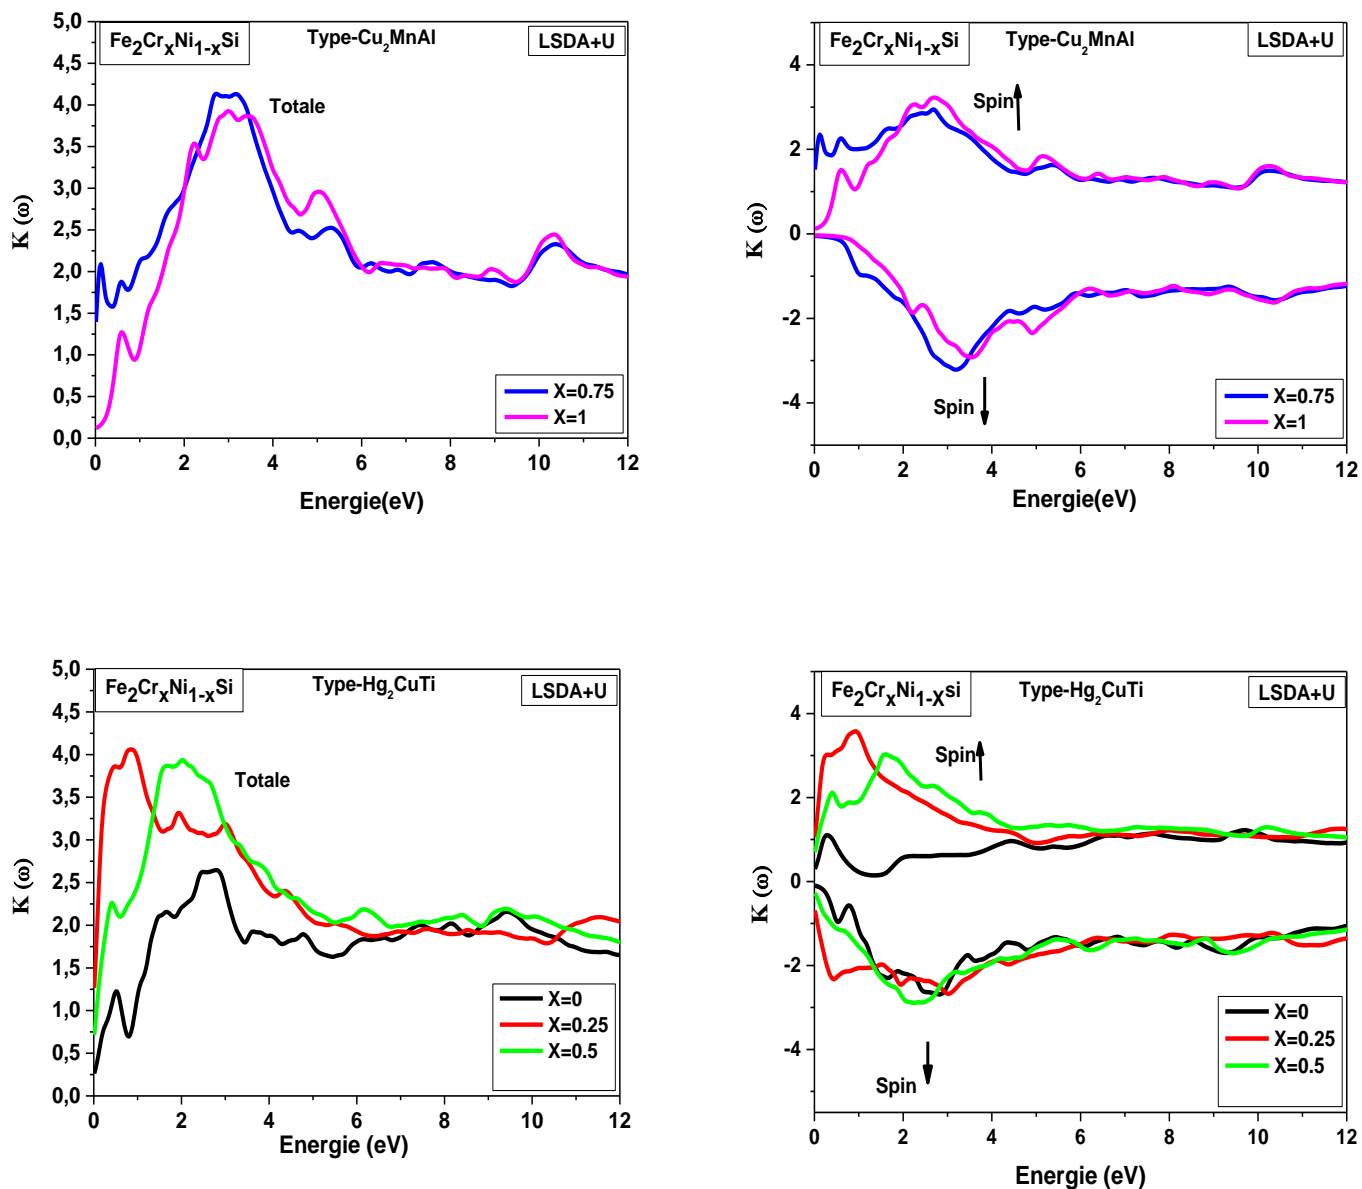 Fe₂CrₓNi₁₋ₓSi Type-Cu₂MnAl LSDA+U
Totale
K (ω)
5,0
4,5
4,0
3,5
3,0
2,5
2,0
1,5
1,0
0,5
0,0
X=0.75
X=1
0 2 4 6 8 10 12
Energie(eV)
Fe₂CrₓNi₁₋ₓSi Type-Cu₂MnAl LSDA+U
Spin
K (ω)
4
2
0
-2
-4
Spin
X=0.75
X=1
0 2 4 6 8 10 12
Energie(eV)
Fe₂CrₓNi₁₋ₓSi Type-Hg₂CuTi LSDA+U
Totale
K (ω)
5,0
4,5
4,0
3,5
3,0
2,5
2,0
1,5
1,0
0,5
0,0
X=0
X=0.25
X=0.5
0 2 4 6 8 10 12
Energie (eV)
Fe₂CrₓNi₁₋Xsi Type-Hg₂CuTi LSDA+U
Spin
K (ω)
4
2
0
-2
-4
Spin
X=0
X=0.25
X=0.5
0 2 4 6 8 10 12
Energie (eV)